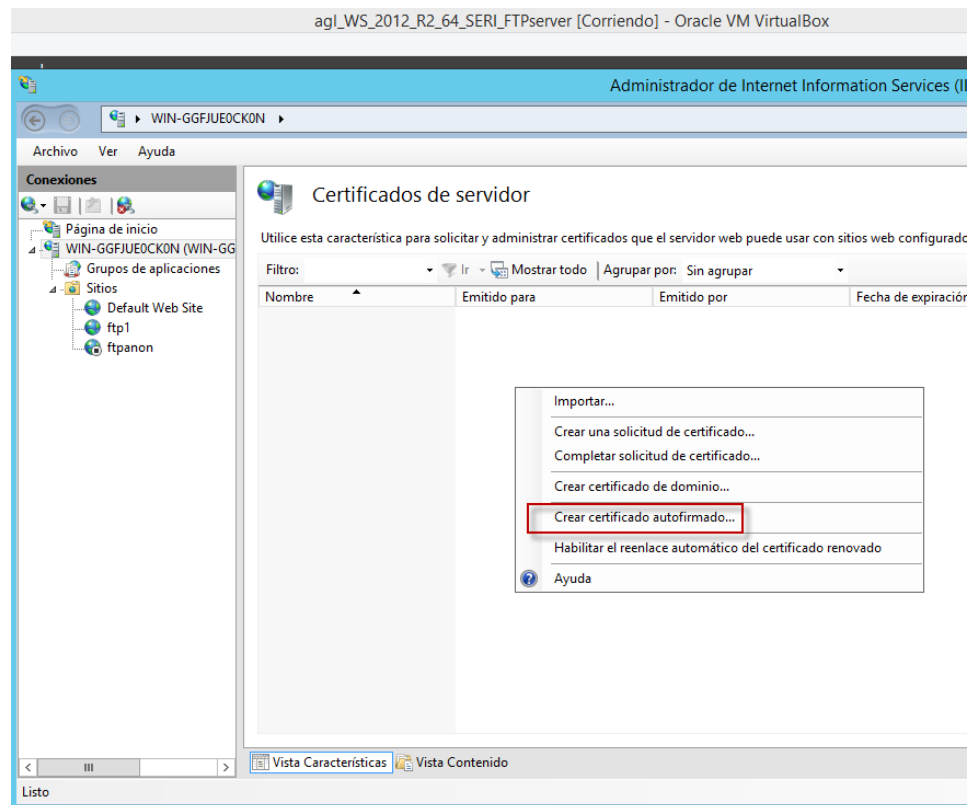 agl_WS_2012_R2_64_SERI_FTPserver [Corriendo] - Oracle VM VirtualBox
Administrador de Internet Information Services (II
WIN-GGFJUE0CK0N
Archivo Ver Ayuda
Conexiones
Página de inicio
WIN-GGFJUE0CK0N (WIN-GG
Grupos de aplicaciones
Sitios
Default Web Site
ftp1
ftpanon
Certificados de servidor
Utilice esta característica para solicitar y administrar certificados que el servidor web puede usar con sitios web configurado
Filtro: Ir Mostrar todo Agrupar por: Sin agrupar
Nombre Emitido para Emitido por Fecha de expiración
Importar...
Crear una solicitud de certificado...
Completar solicitud de certificado...
Crear certificado de dominio...
Crear certificado autofirmado...
Habilitar el reenlace automático del certificado renovado
Ayuda
Vista Características Vista Contenido
Listo